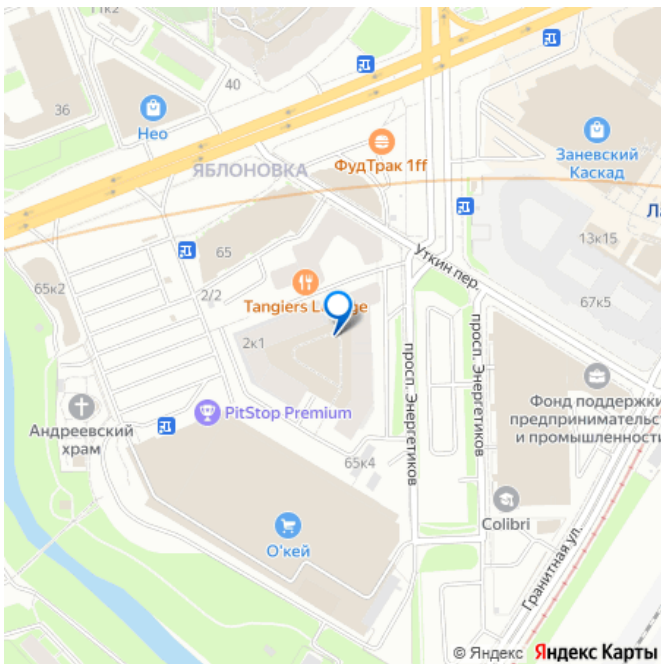 11к2
40
36
Нео
ФудТрак 1ff
Заневский
Каскад
ЯБЛОНОВКА
Уткин пер.
13к15
65
65к2
2/2
Tangiers L
ge
67к5
2к1
просп. Энергетиков
просп. Энергетиков
Фонд поддержки
предпринимательс
и промышленности
PitStop Premium
Андреевский
храм
65к4
Colibri
О'кей
Гранитная ул.
© Яндекс Яндекс Карты